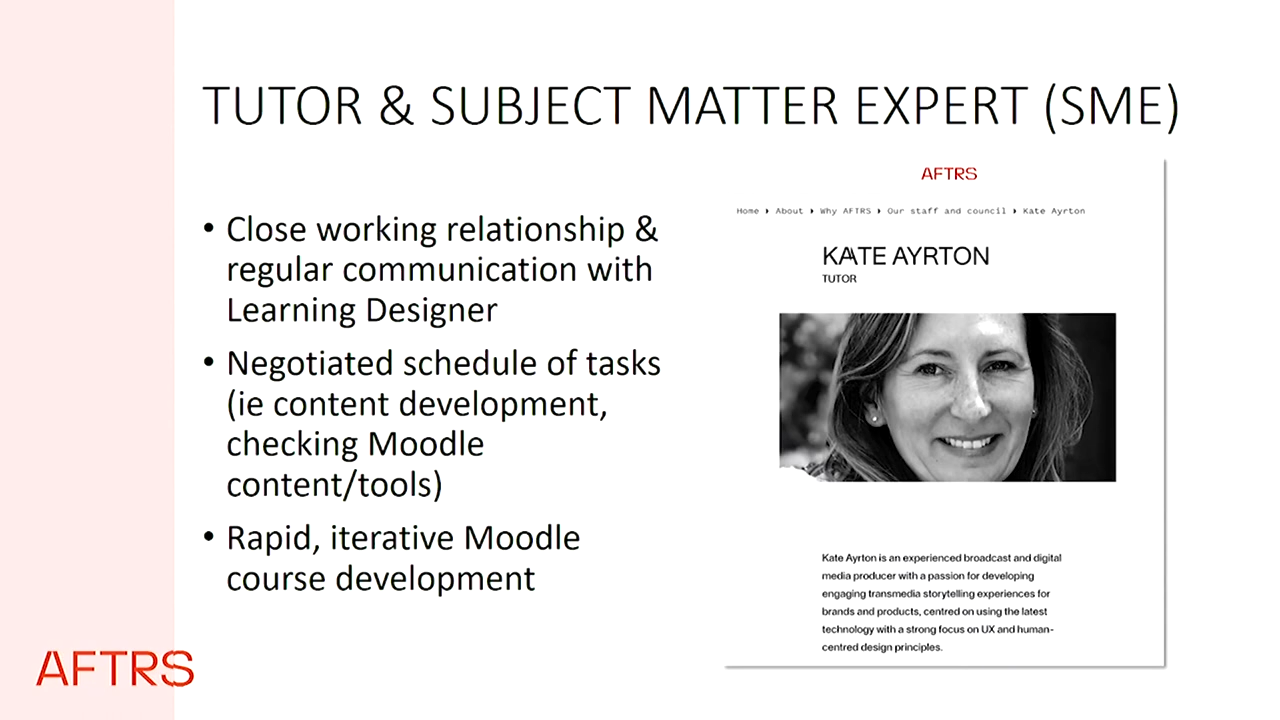 TUTOR & SUBJECT MATTER EXPERT (SME)
• Close working relationship &
regular communication with
Learning Designer
• Negotiated schedule of tasks
(ie content development,
checking Moodle
content/tools)
• Rapid, iterative Moodle
course development
AFTRS
Home › About › Why AFTRS › Our staff and council › Kate Ayrton
KATE AYRTON
TUTOR
Kate Ayrton is an experienced broadcast and digital
media producer with a passion for developing
engaging transmedia storytelling experiences for
brands and products, centred on using the latest
technology with a strong focus on UX and human-
centred design principles.
AFTRS